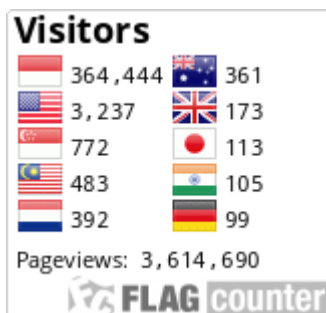 Visitors
364,444 361
3,237 173
772 113
483 105
392 99
Pageviews: 3,614,690
FLAG counter